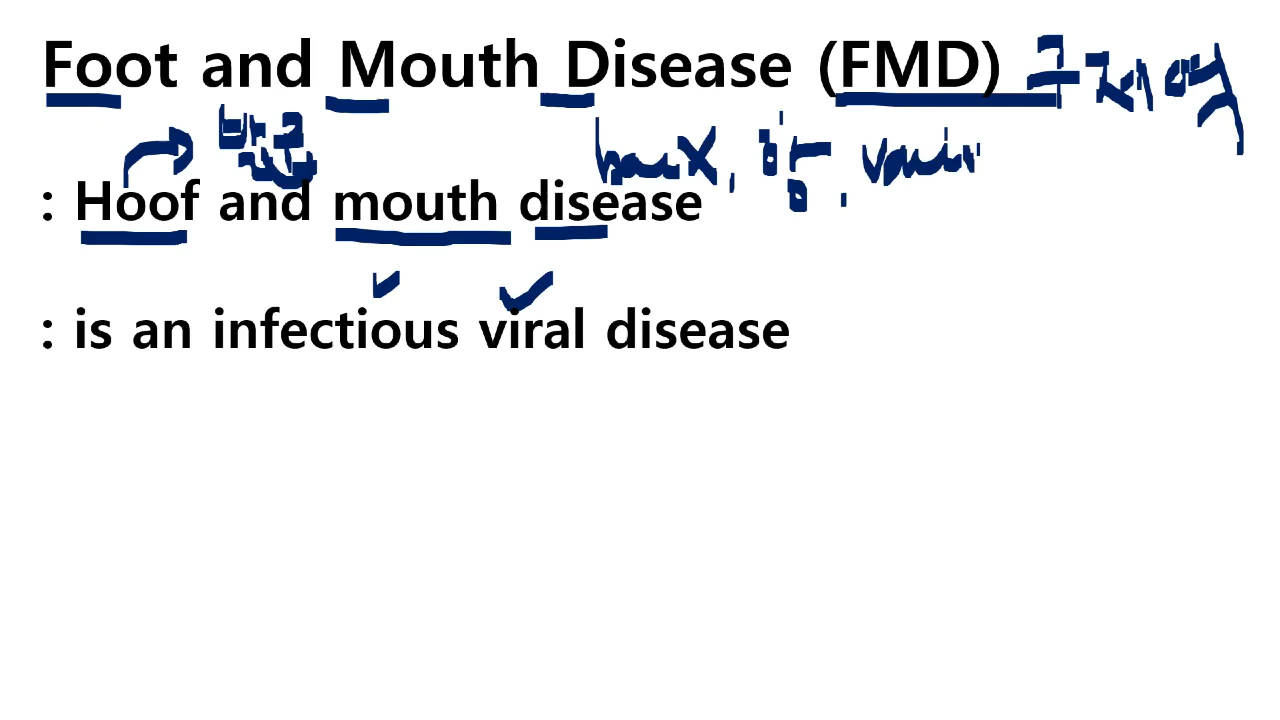 Foot and Mouth Disease (FMD) 구제역
발굽
: Hoof and mouth disease
: is an infectious viral disease